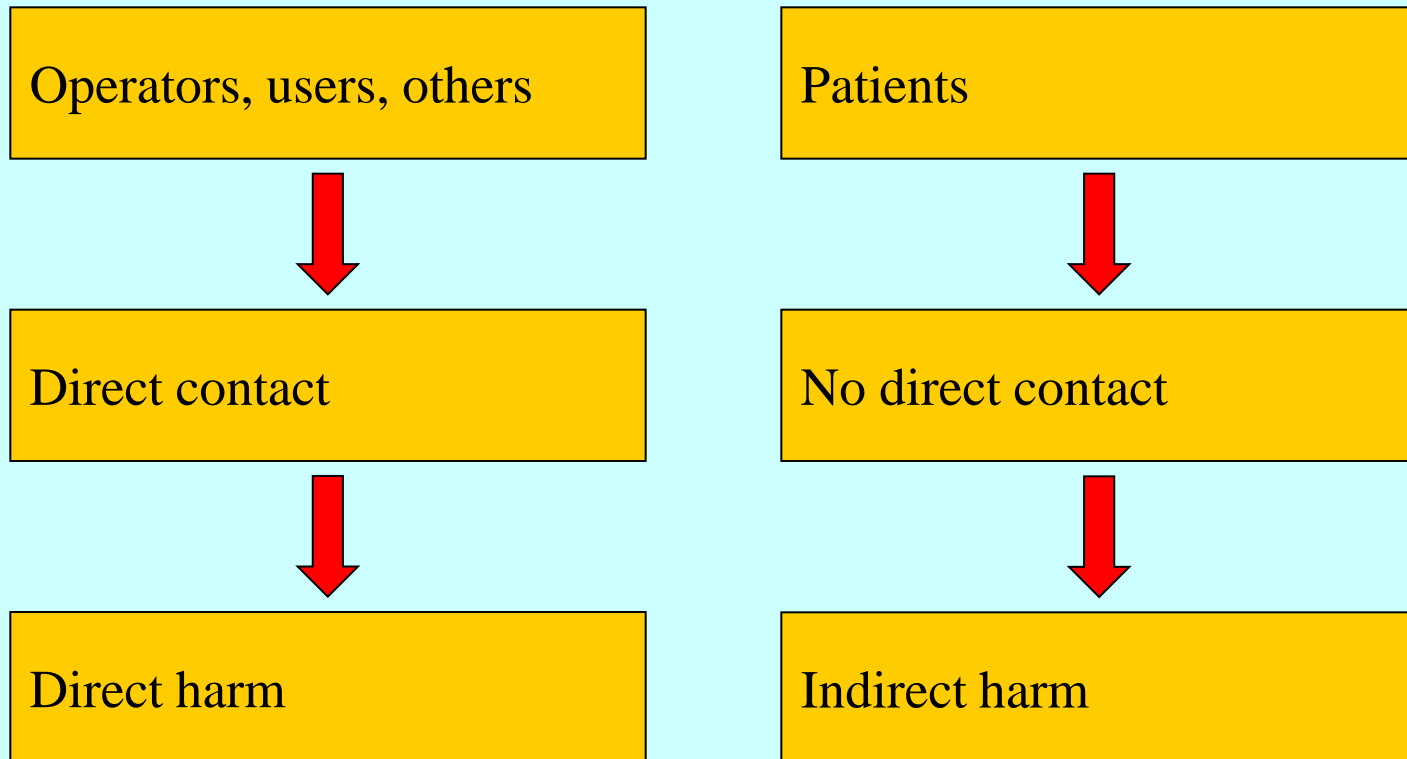 Operators, users, others
Patients
Direct contact
No direct contact
Direct harm
Indirect harm